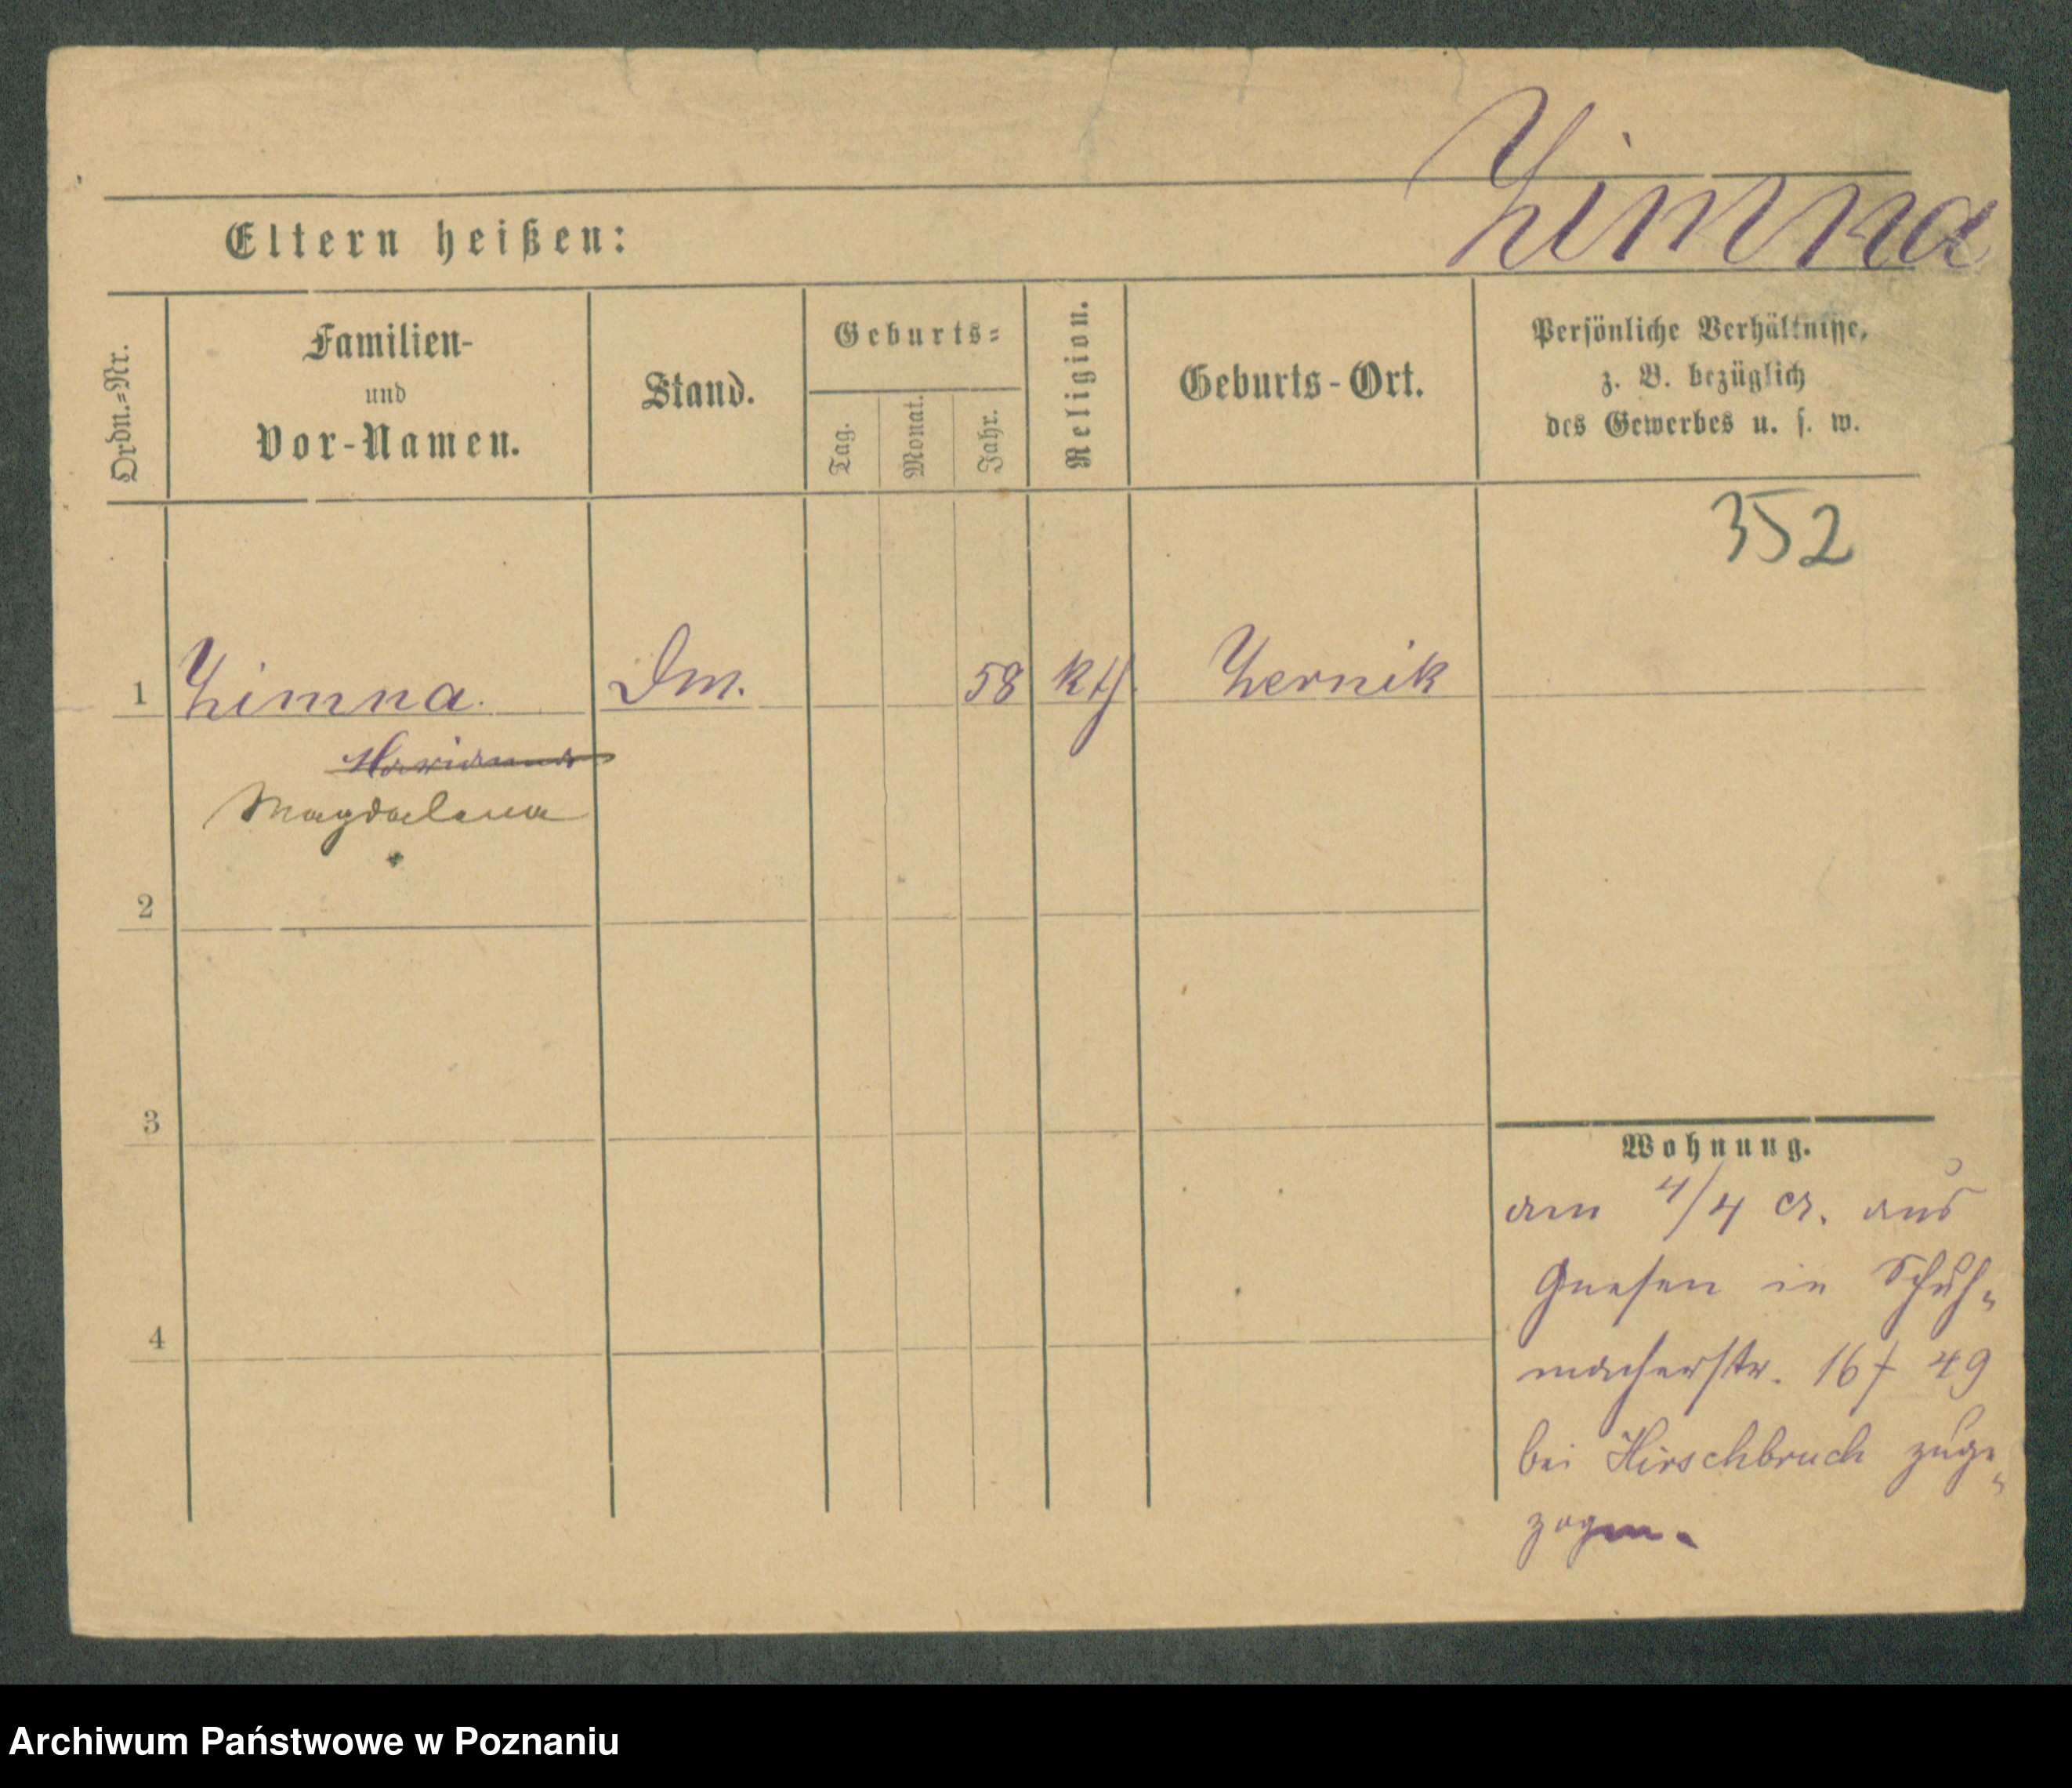 Zimna
Eltern heißen:
Ordn.=Nr.
Familien-
und
Vor-Namen.
Stand.
Geburts=
Tag.
Monat.
Jahr.
Religion.
Geburts-Ort.
Persönliche Verhältnisse,
z. B. bezüglich
des Gewerbes u. s. w.
352
1 Zimna. Dm. 58 kth. Zernik
Marianna
Magdalena
2
3
4
Wohnung.
am 4/4 cr. aus
Gnesen in Schuh-
macherstr. 16 f 49
bei Hirschbruch zuge-
zogen.
Archiwum Państwowe w Poznaniu